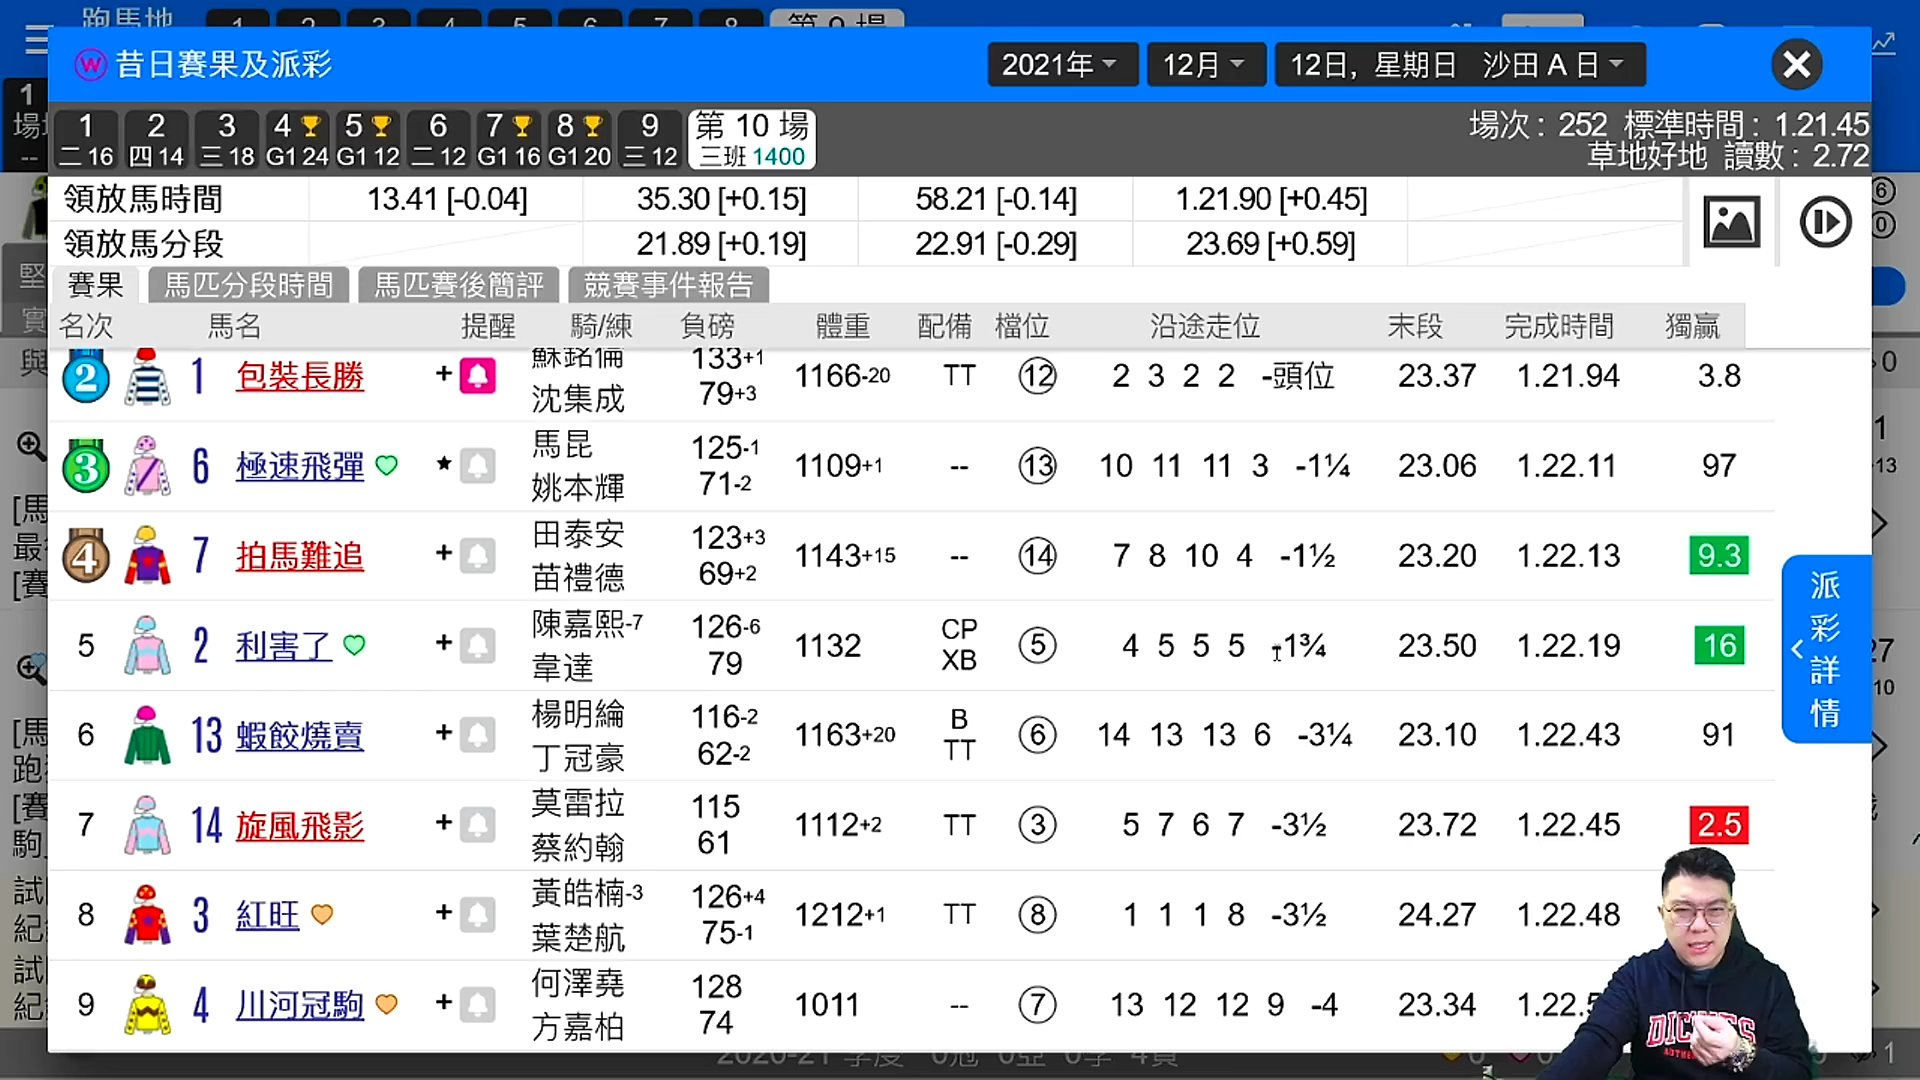 跑馬地 1 2 3 4 5 6 7 8 第 9 場
昔日賽果及派彩 2021年 12月 12日, 星期日 沙田 A 日
1 2 3 4 5 6 7 8 9 第 10 場
二 16 四 14 三 18 G1 24 G1 12 二 12 G1 16 G1 20 三 12 三班 1400
場次 : 252 標準時間 : 1.21.45
草地好地 讀數 : 2.72
領放馬時間 13.41 [-0.04] 35.30 [+0.15] 58.21 [-0.14] 1.21.90 [+0.45]
領放馬分段 21.89 [+0.19] 22.91 [-0.29] 23.69 [+0.59]
賽果 馬匹分段時間 馬匹賽後簡評 競賽事件報告
名次 馬名 提醒 騎/練 負磅 體重 配備 檔位 沿途走位 末段 完成時間 獨贏
2 1 包裝長勝 + 蘇銘倫 沈集成 133+1 79+3 1166-20 TT 12 2 3 2 2 -頭位 23.37 1.21.94 3.8
3 6 極速飛彈 ★ 馬昆 姚本輝 125-1 71-2 1109+1 -- 13 10 11 11 3 -1¼ 23.06 1.22.11 97
4 7 拍馬難追 + 田泰安 苗禮德 123+3 69+2 1143+15 -- 14 7 8 10 4 -1½ 23.20 1.22.13 9.3
5 2 利害了 + 陳嘉熙-7 韋達 126-6 79 1132 CP XB 5 4 5 5 5 -1¾ 23.50 1.22.19 16
6 13 蝦餃燒賣 + 楊明綸 丁冠豪 116-2 62-2 1163+20 B TT 6 14 13 13 6 -3¼ 23.10 1.22.43 91
7 14 旋風飛影 + 莫雷拉 蔡約翰 115 61 1112+2 TT 3 5 7 6 7 -3½ 23.72 1.22.45 2.5
8 3 紅旺 + 黃皓楠-3 葉楚航 126+4 75-1 1212+1 TT 8 1 1 1 8 -3½ 24.27 1.22.48
9 4 川河冠駒 + 何澤堯 方嘉柏 128 74 1011 -- 7 13 12 12 9 -4 23.34 1.22.
派彩詳情
DICKIES